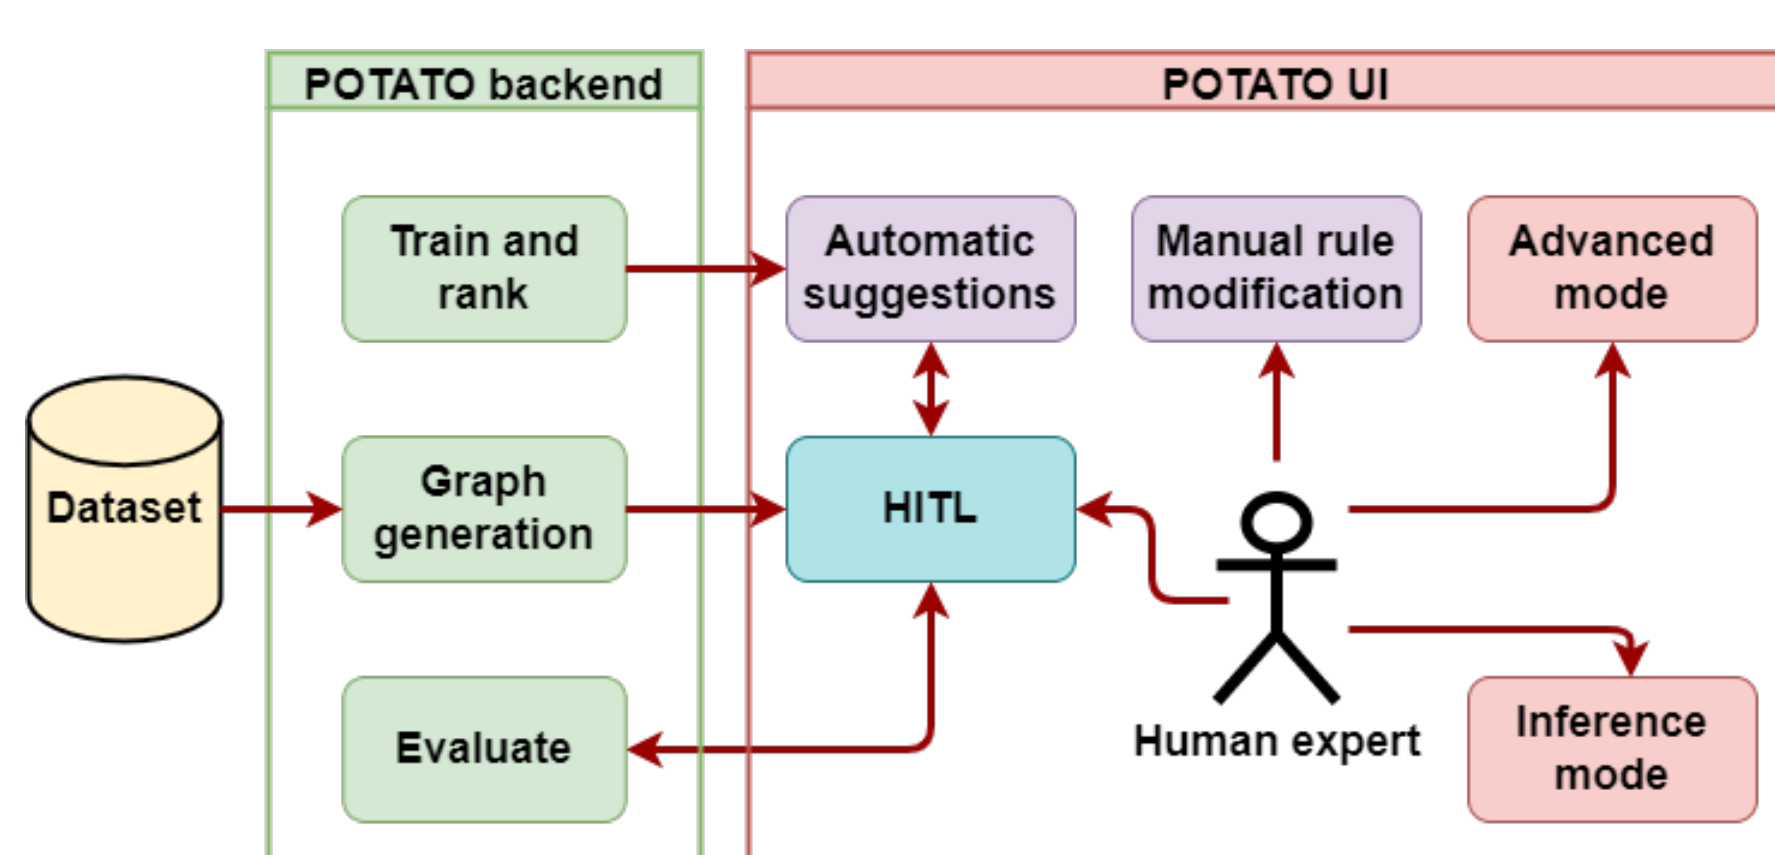 POTATO backend
POTATO UI
Train and
rank
Automatic
suggestions
Manual rule
modification
Advanced
mode
Dataset
Graph
generation
HITL
Evaluate
Human expert
Inference
mode